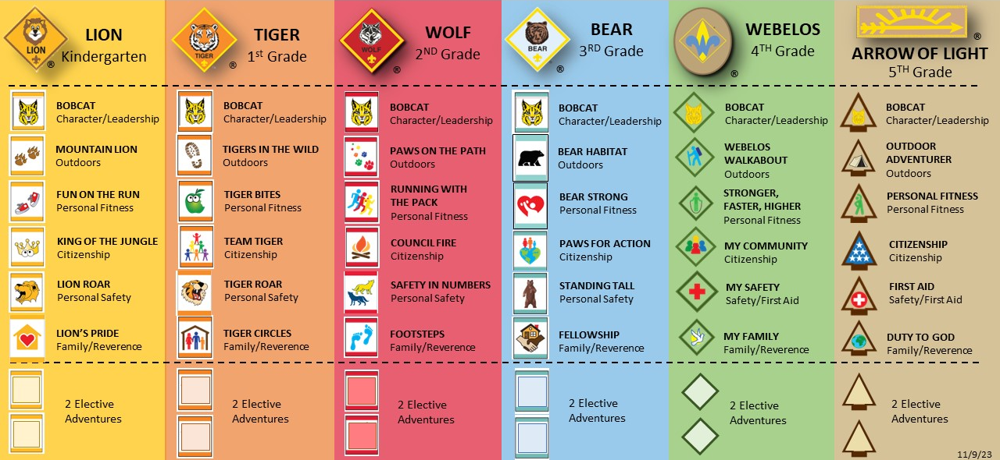 LION
LION
Kindergarten
®
BOBCAT
Character/Leadership
MOUNTAIN LION
Outdoors
FUN ON THE RUN
Personal Fitness
KING OF THE JUNGLE
Citizenship
LION ROAR
Personal Safety
LION'S PRIDE
Family/Reverence
2 Elective
Adventures
TIGER
TIGER
1st Grade
®
BOBCAT
Character/Leadership
TIGERS IN THE WILD
Outdoors
TIGER BITES
Personal Fitness
TEAM TIGER
Citizenship
TIGER ROAR
Personal Safety
TIGER CIRCLES
Family/Reverence
2 Elective
Adventures
WOLF
WOLF
2ND Grade
®
BOBCAT
Character/Leadership
PAWS ON THE PATH
Outdoors
RUNNING WITH
THE PACK
Personal Fitness
COUNCIL FIRE
Citizenship
SAFETY IN NUMBERS
Personal Safety
FOOTSTEPS
Family/Reverence
2 Elective
Adventures
BEAR
BEAR
3RD Grade
®
BOBCAT
Character/Leadership
BEAR HABITAT
Outdoors
BEAR STRONG
Personal Fitness
PAWS FOR ACTION
Citizenship
STANDING TALL
Personal Safety
FELLOWSHIP
Family/Reverence
2 Elective
Adventures
WEBELOS
4TH Grade
®
BOBCAT
Character/Leadership
WEBELOS
WALKABOUT
Outdoors
STRONGER,
FASTER, HIGHER
Personal Fitness
MY COMMUNITY
Citizenship
MY SAFETY
Safety/First Aid
MY FAMILY
Family/Reverence
2 Elective
Adventures
®
ARROW OF LIGHT
5TH Grade
BOBCAT
Character/Leadership
OUTDOOR
ADVENTURER
Outdoors
PERSONAL FITNESS
Personal Fitness
CITIZENSHIP
Citizenship
FIRST AID
Safety/First Aid
DUTY TO GOD
Family/Reverence
2 Elective
Adventures
11/9/23